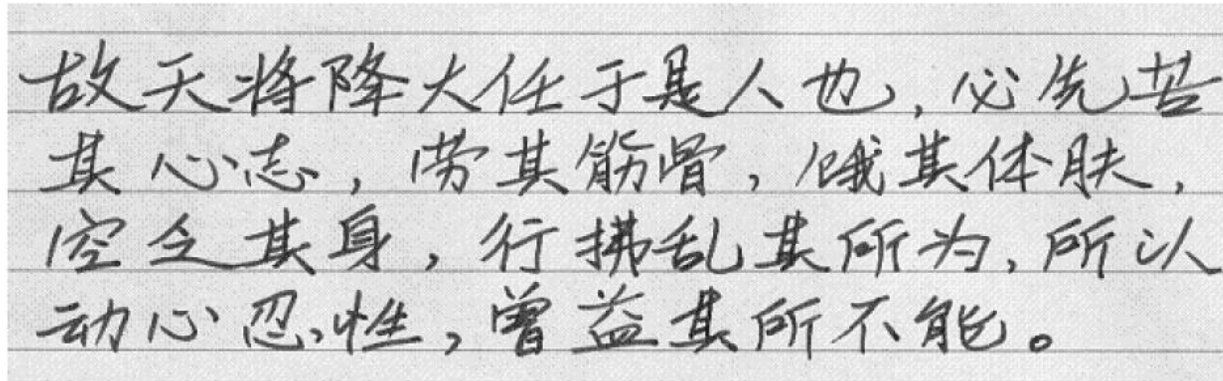 故天将降大任于是人也,必先苦
其心志,劳其筋骨,饿其体肤,
空乏其身,行拂乱其所为,所以
动心忍性,曾益其所不能。